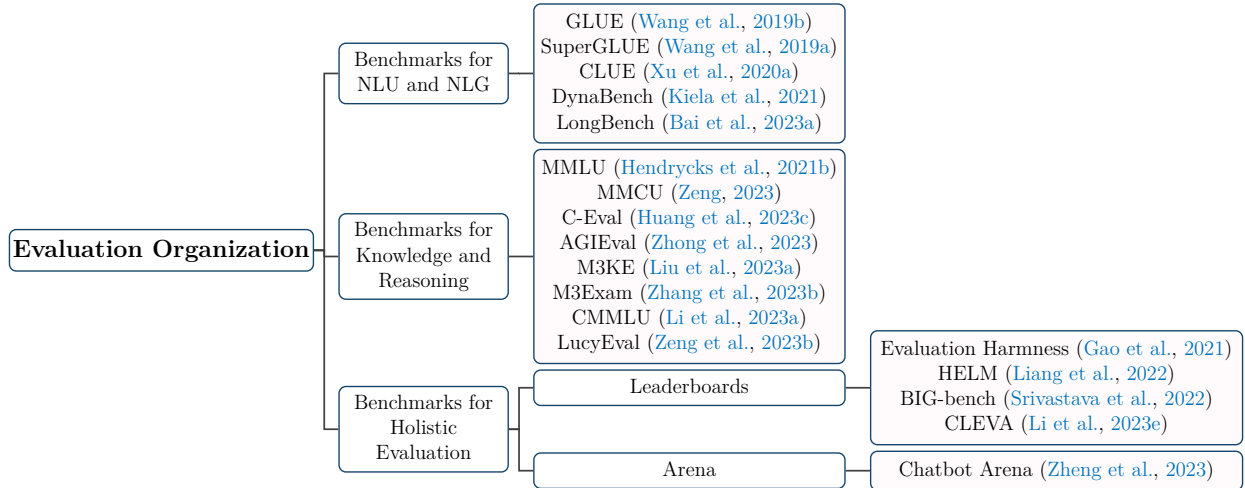 Evaluation Organization
Benchmarks for
NLU and NLG
GLUE (Wang et al., 2019b)
SuperGLUE (Wang et al., 2019a)
CLUE (Xu et al., 2020a)
DynaBench (Kiela et al., 2021)
LongBench (Bai et al., 2023a)
Benchmarks for
Knowledge and
Reasoning
MMLU (Hendrycks et al., 2021b)
MMCU (Zeng, 2023)
C-Eval (Huang et al., 2023c)
AGIEval (Zhong et al., 2023)
M3KE (Liu et al., 2023a)
M3Exam (Zhang et al., 2023b)
CMMLU (Li et al., 2023a)
LucyEval (Zeng et al., 2023b)
Benchmarks for
Holistic
Evaluation
Leaderboards
Evaluation Harmness (Gao et al., 2021)
HELM (Liang et al., 2022)
BIG-bench (Srivastava et al., 2022)
CLEVA (Li et al., 2023e)
Arena
Chatbot Arena (Zheng et al., 2023)